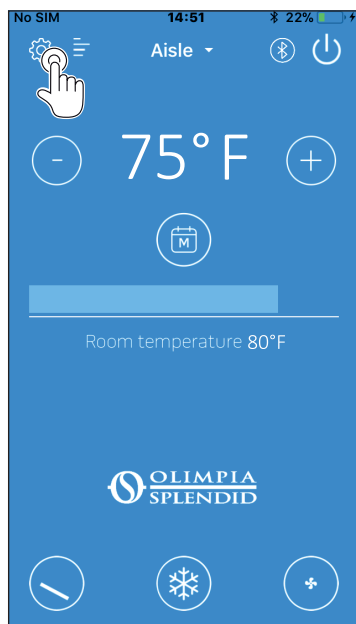 No SIM 14:51 22%
Aisle
- 75°F +
M
Room temperature 80°F
OLIMPIA
SPLENDID